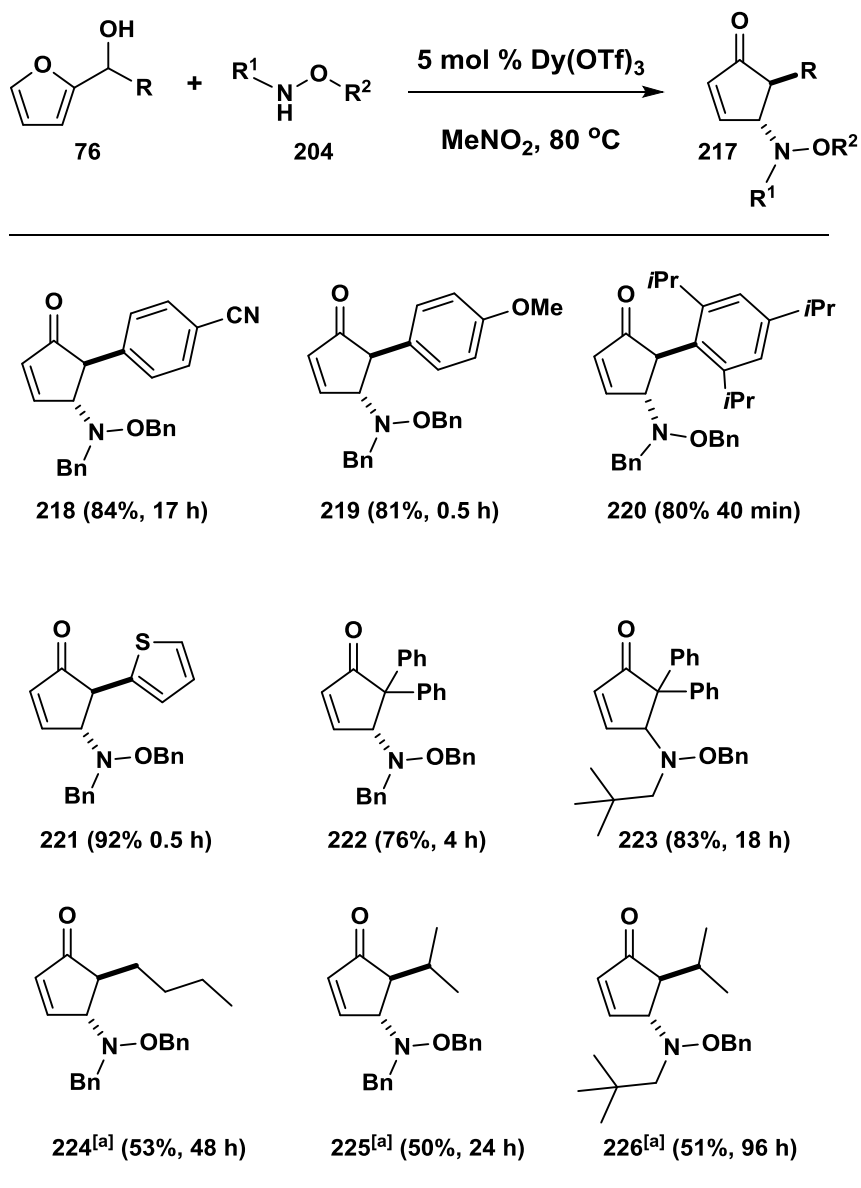 OH
O
R
76
+
R¹
N
H
O
R²
204
5 mol % Dy(OTf)₃
MeNO₂, 80 ºC
O
R
217
N
OR²
R¹
O
CN
N
OBn
Bn
218 (84%, 17 h)
O
OMe
N
OBn
Bn
219 (81%, 0.5 h)
iPr
O
iPr
iPr
N
OBn
Bn
220 (80% 40 min)
O
S
N
OBn
Bn
221 (92% 0.5 h)
O
Ph
Ph
N
OBn
Bn
222 (76%, 4 h)
O
Ph
Ph
N
OBn
223 (83%, 18 h)
O
N
OBn
Bn
224[a] (53%, 48 h)
O
N
OBn
Bn
225[a] (50%, 24 h)
O
N
OBn
226[a] (51%, 96 h)